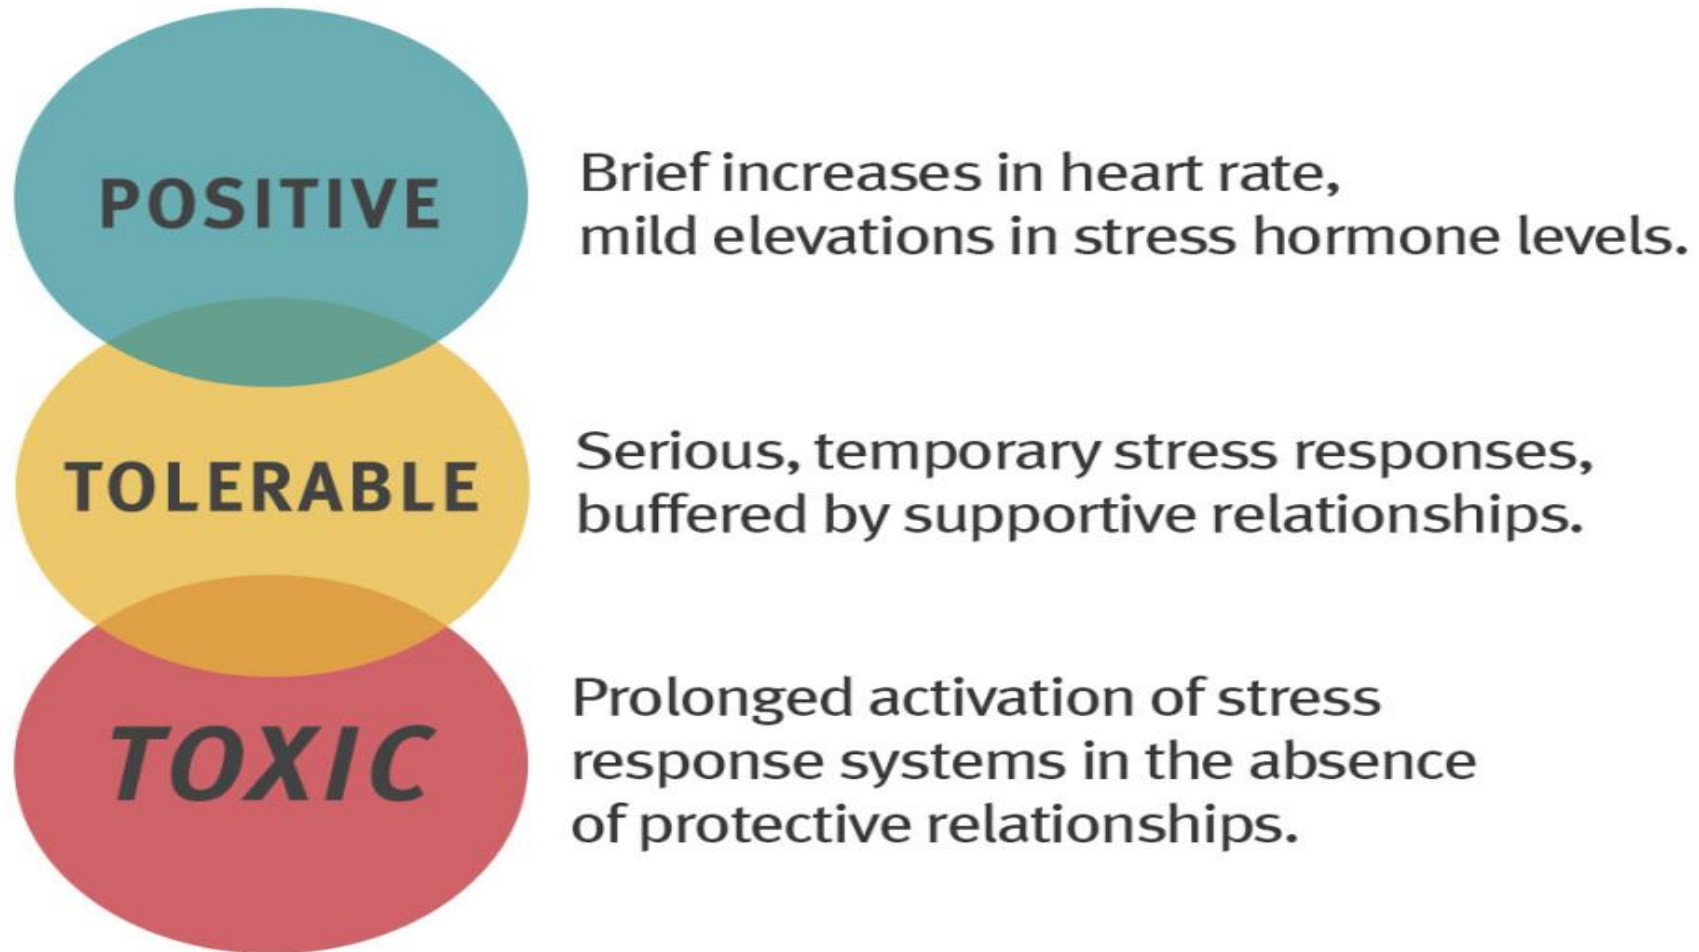 POSITIVE
Brief increases in heart rate,
mild elevations in stress hormone levels.
TOLERABLE
Serious, temporary stress responses,
buffered by supportive relationships.
TOXIC
Prolonged activation of stress
response systems in the absence
of protective relationships.